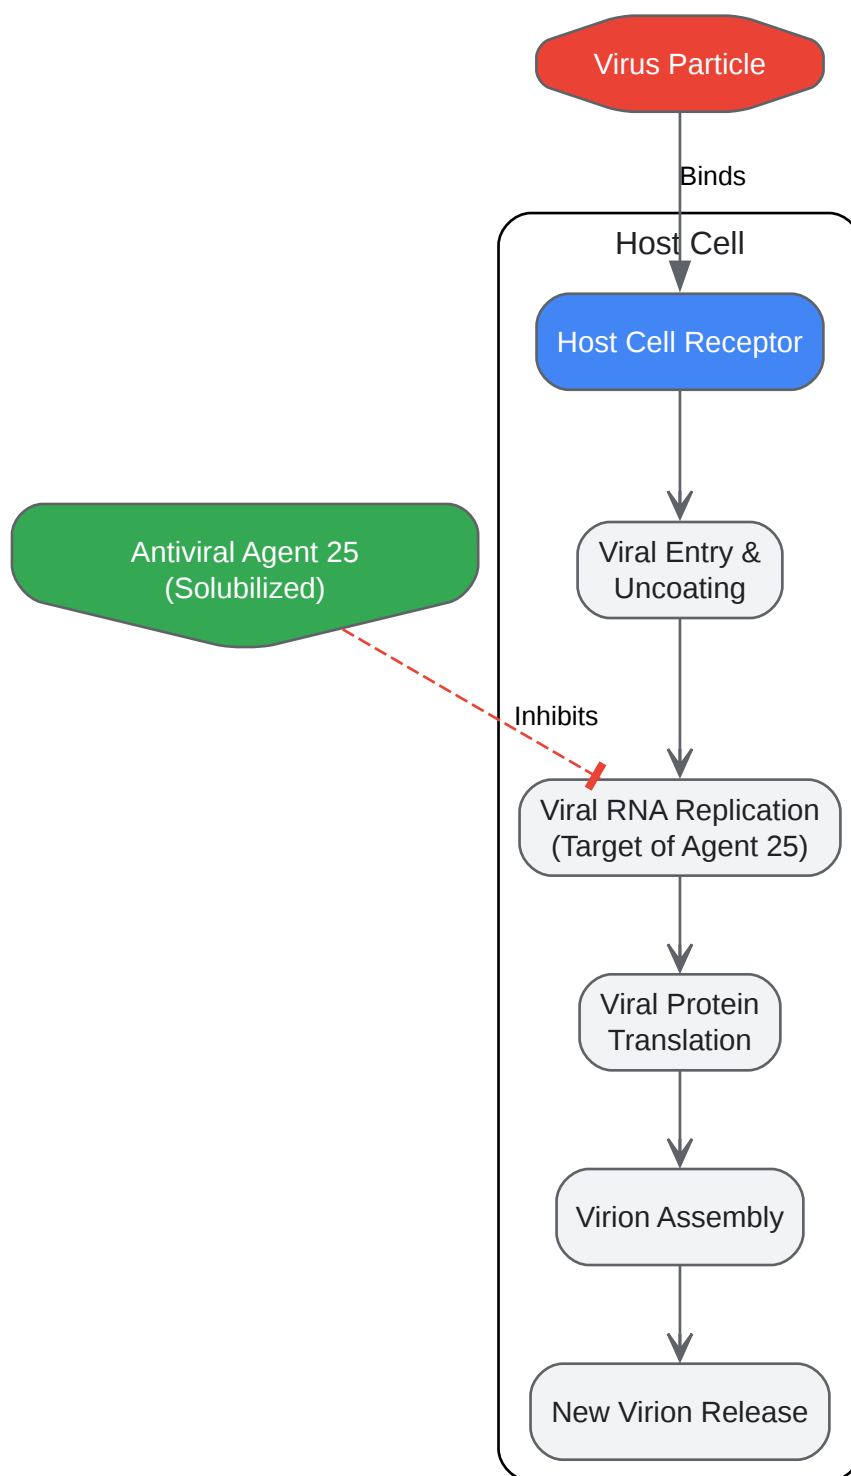 Virus Particle
Binds
Host Cell
Host Cell Receptor
Antiviral Agent 25
(Solubilized)
Viral Entry &
Uncoating
Inhibits
Viral RNA Replication
(Target of Agent 25)
Viral Protein
Translation
Virion Assembly
New Virion Release